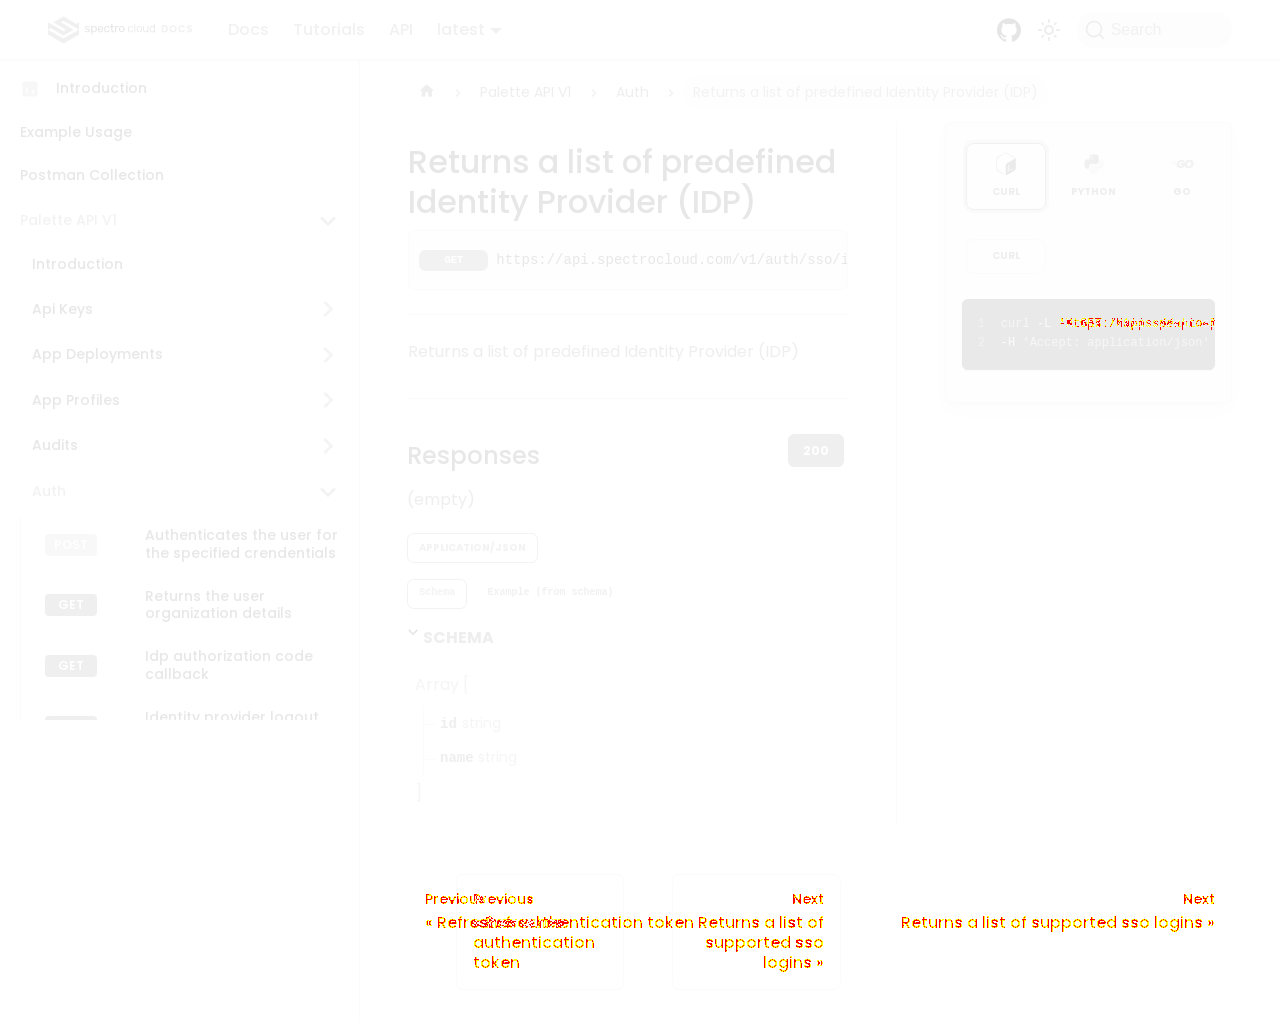 spectro cloud DOCS Docs Tutorials API latest Search
Introduction
Example Usage
Postman Collection
Palette API V1
Introduction
Api Keys
App Deployments
App Profiles
Audits
Auth
POST Authenticates the user for
the specified crendentials
GET Returns the user
organization details
GET Idp authorization code
callback
Identity provider logout
Palette API V1 Auth Returns a list of predefined Identity Provider (IDP)
Returns a list of predefined
Identity Provider (IDP)
GET https://api.spectrocloud.com/v1/auth/sso/i
Returns a list of predefined Identity Provider (IDP)
Responses 200
(empty)
APPLICATION/JSON
Schema Example (from schema)
SCHEMA
Array [
id string
name string
]
CURL PYTHON GO
CURL
1 curl -L
2 -H 'Accept: application/json'
Previous Previous Next Next
« Refresh authentication token Returns a list of
supported sso
logins »
authentication
token
Returns a list of supported sso logins »